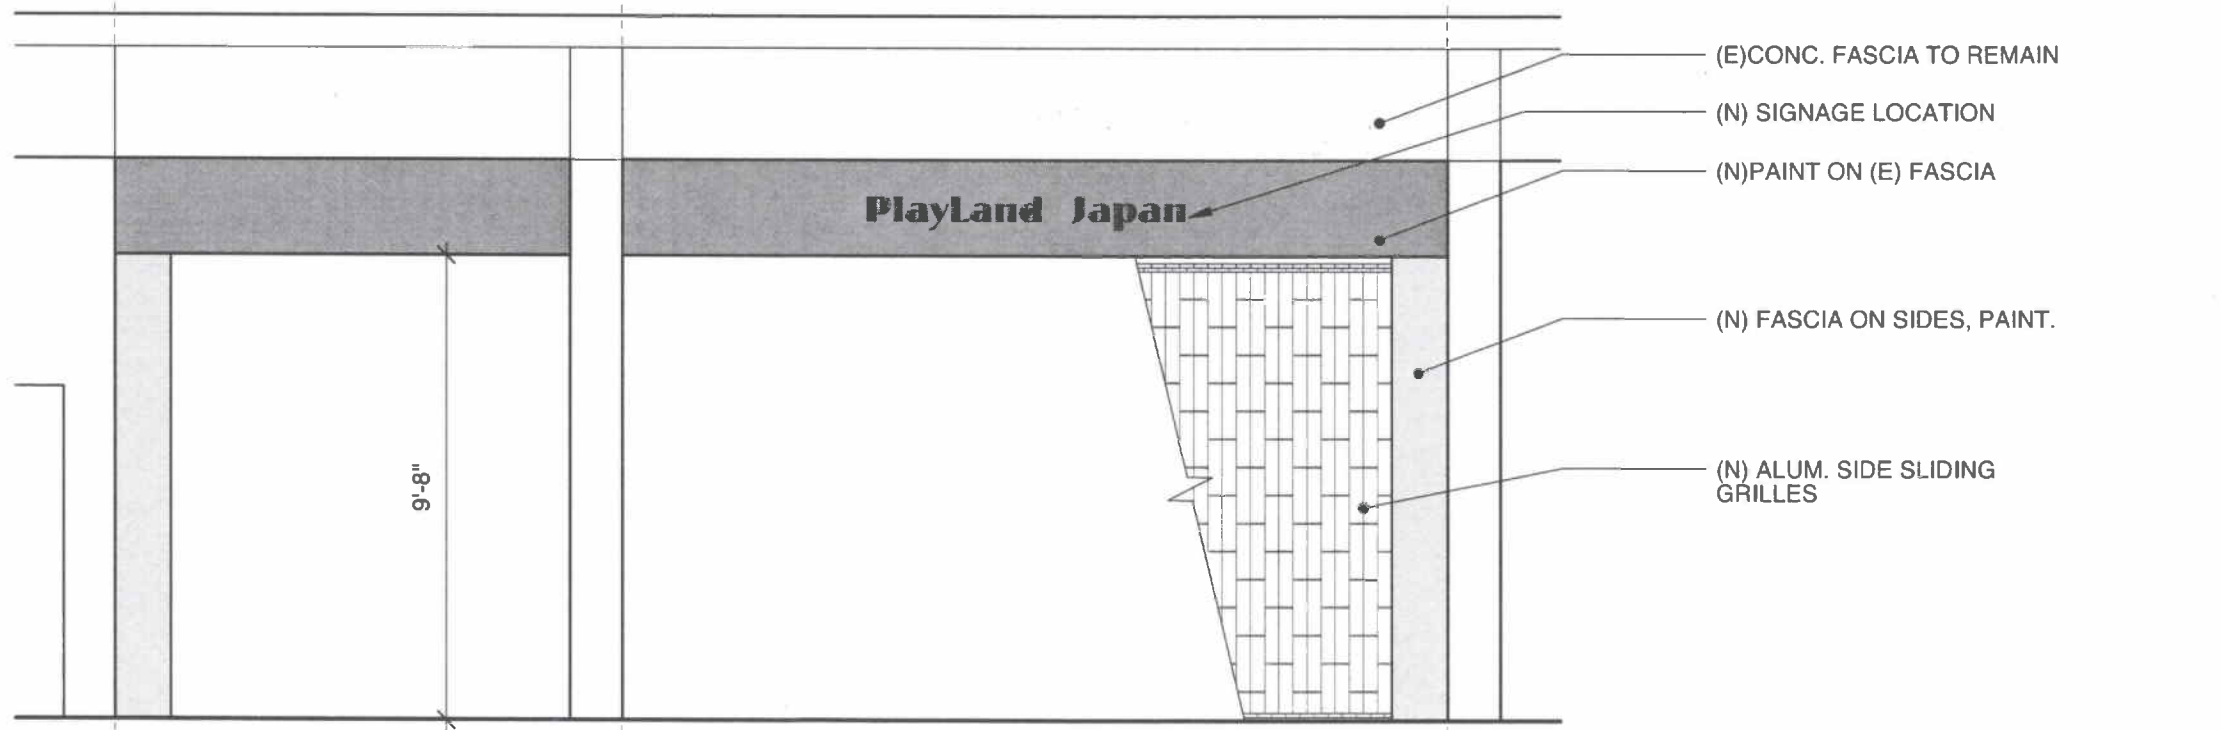 (E)CONC. FASCIA TO REMAIN
(N) SIGNAGE LOCATION
(N)PAINT ON (E) FASCIA
PlayLand Japan
(N) FASCIA ON SIDES, PAINT.
9'-8"
(N) ALUM. SIDE SLIDING
GRILLES